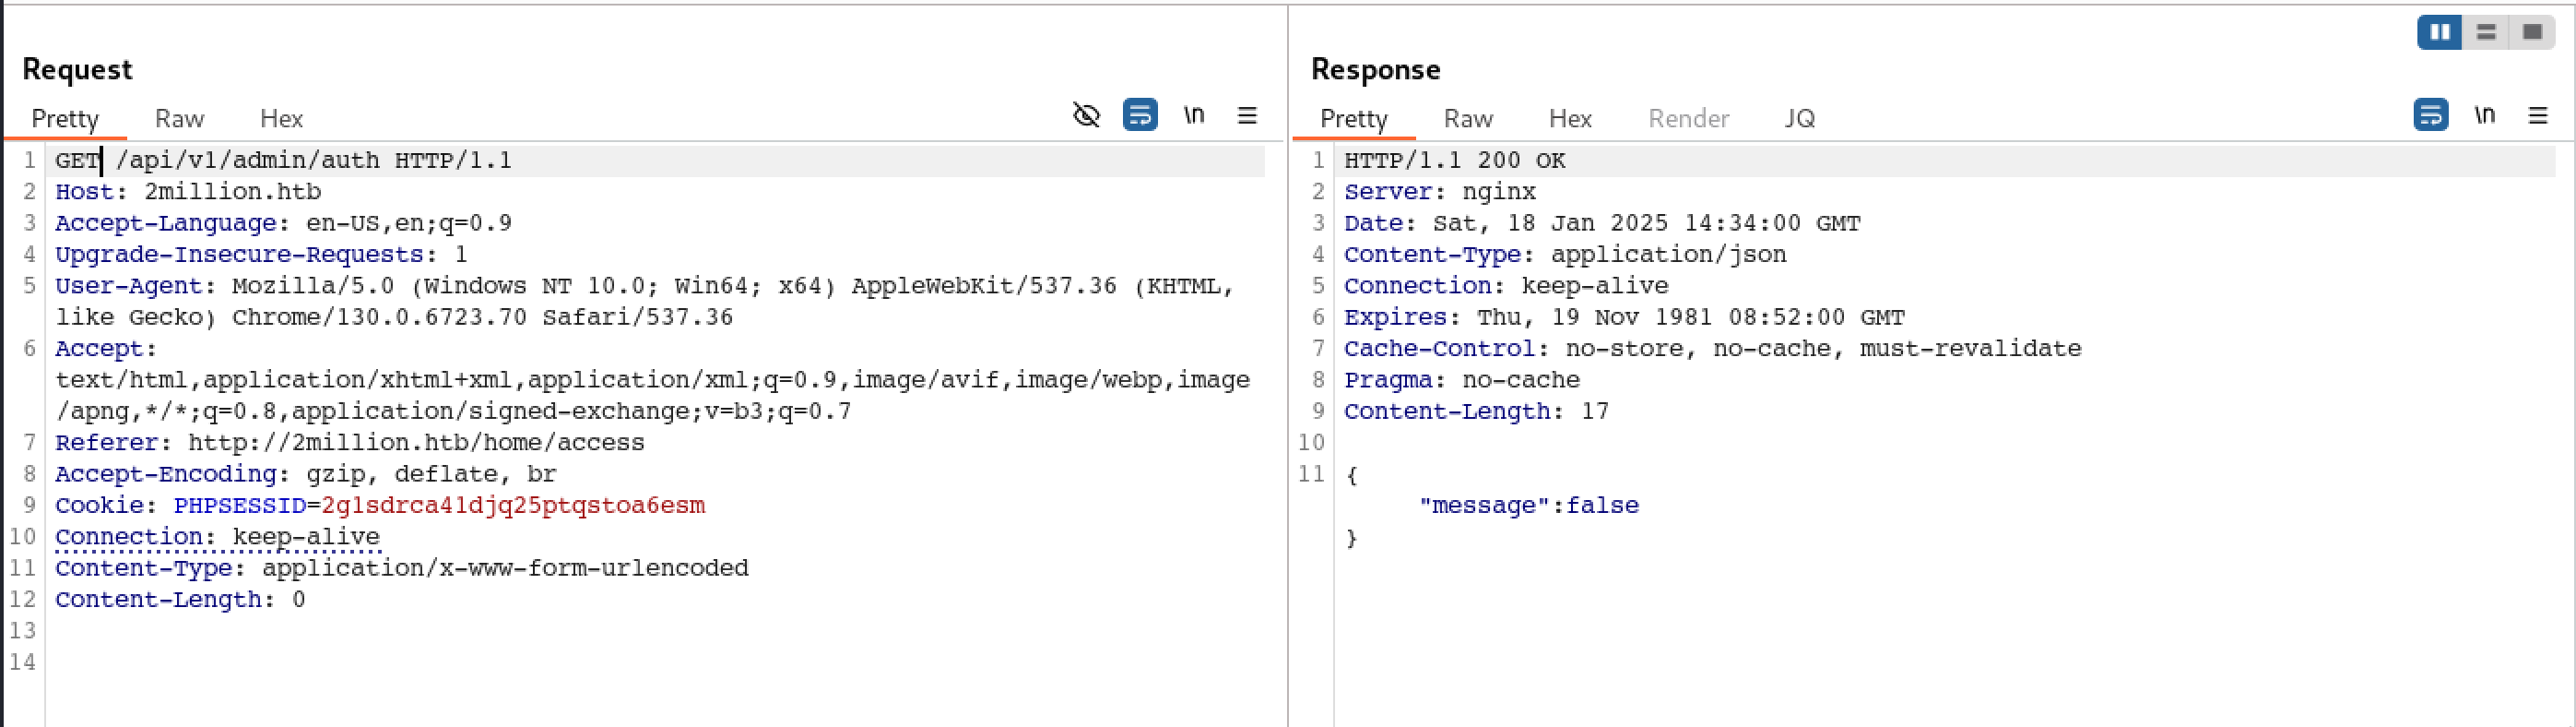 Request
Pretty Raw Hex \n
1 GET /api/v1/admin/auth HTTP/1.1
2 Host: 2million.htb
3 Accept-Language: en-US,en;q=0.9
4 Upgrade-Insecure-Requests: 1
5 User-Agent: Mozilla/5.0 (Windows NT 10.0; Win64; x64) AppleWebKit/537.36 (KHTML,
like Gecko) Chrome/130.0.6723.70 Safari/537.36
6 Accept:
text/html,application/xhtml+xml,application/xml;q=0.9,image/avif,image/webp,image
/apng,*/*;q=0.8,application/signed-exchange;v=b3;q=0.7
7 Referer: http://2million.htb/home/access
8 Accept-Encoding: gzip, deflate, br
9 Cookie: PHPSESSID=2g1sdrca41djq25ptqstoa6esm
10 Connection: keep-alive
11 Content-Type: application/x-www-form-urlencoded
12 Content-Length: 0
13
14
Response
Pretty Raw Hex Render JQ \n
1 HTTP/1.1 200 OK
2 Server: nginx
3 Date: Sat, 18 Jan 2025 14:34:00 GMT
4 Content-Type: application/json
5 Connection: keep-alive
6 Expires: Thu, 19 Nov 1981 08:52:00 GMT
7 Cache-Control: no-store, no-cache, must-revalidate
8 Pragma: no-cache
9 Content-Length: 17
10
11 {
"message":false
}